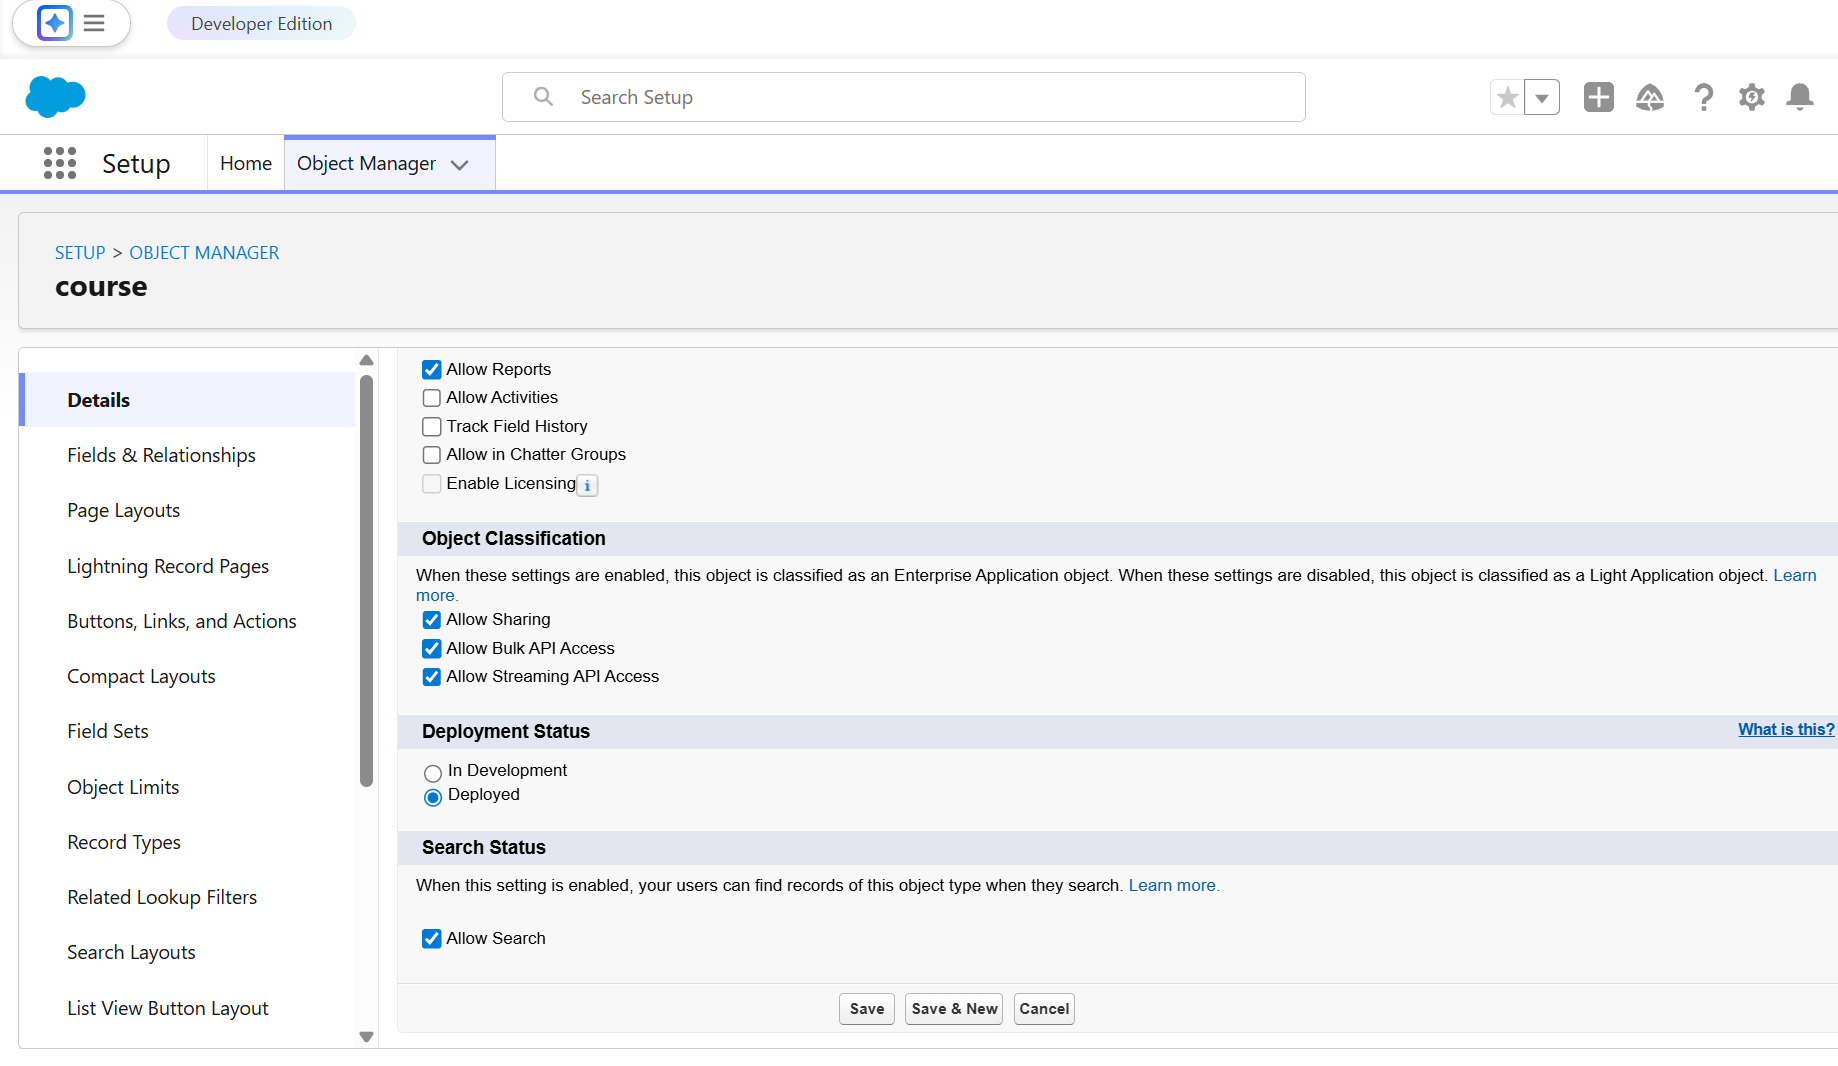 Developer Edition
Search Setup
Setup
Home
Object Manager
SETUP > OBJECT MANAGER
course
Details
Fields & Relationships
Page Layouts
Lightning Record Pages
Buttons, Links, and Actions
Compact Layouts
Field Sets
Object Limits
Record Types
Related Lookup Filters
Search Layouts
List View Button Layout
Allow Reports
Allow Activities
Track Field History
Allow in Chatter Groups
Enable Licensing
i
Object Classification
When these settings are enabled, this object is classified as an Enterprise Application object. When these settings are disabled, this object is classified as a Light Application object. Learn
more.
Allow Sharing
Allow Bulk API Access
Allow Streaming API Access
Deployment Status
What is this?
In Development
Deployed
Search Status
When this setting is enabled, your users can find records of this object type when they search. Learn more.
Allow Search
Save
Save & New
Cancel